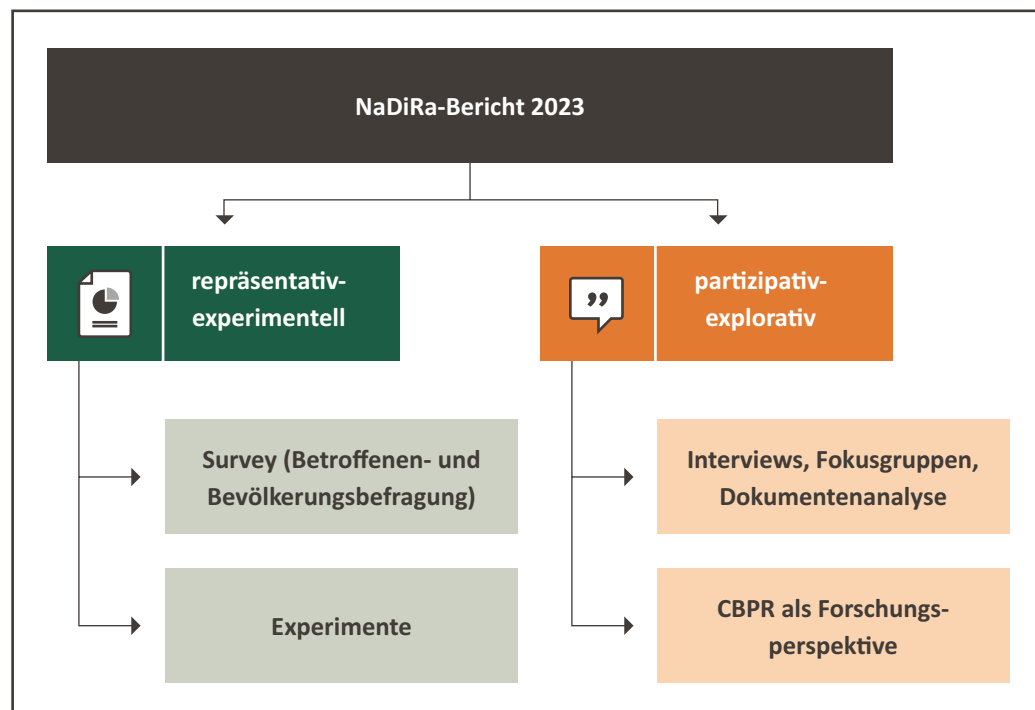 NaDiRa-Bericht 2023
repräsentativ-
experimentell
Survey (Betroffenen- und
Bevölkerungsbefragung)
Experimente
partizipativ-
explorativ
Interviews, Fokusgruppen,
Dokumentenanalyse
CBPR als Forschungs-
perspektive